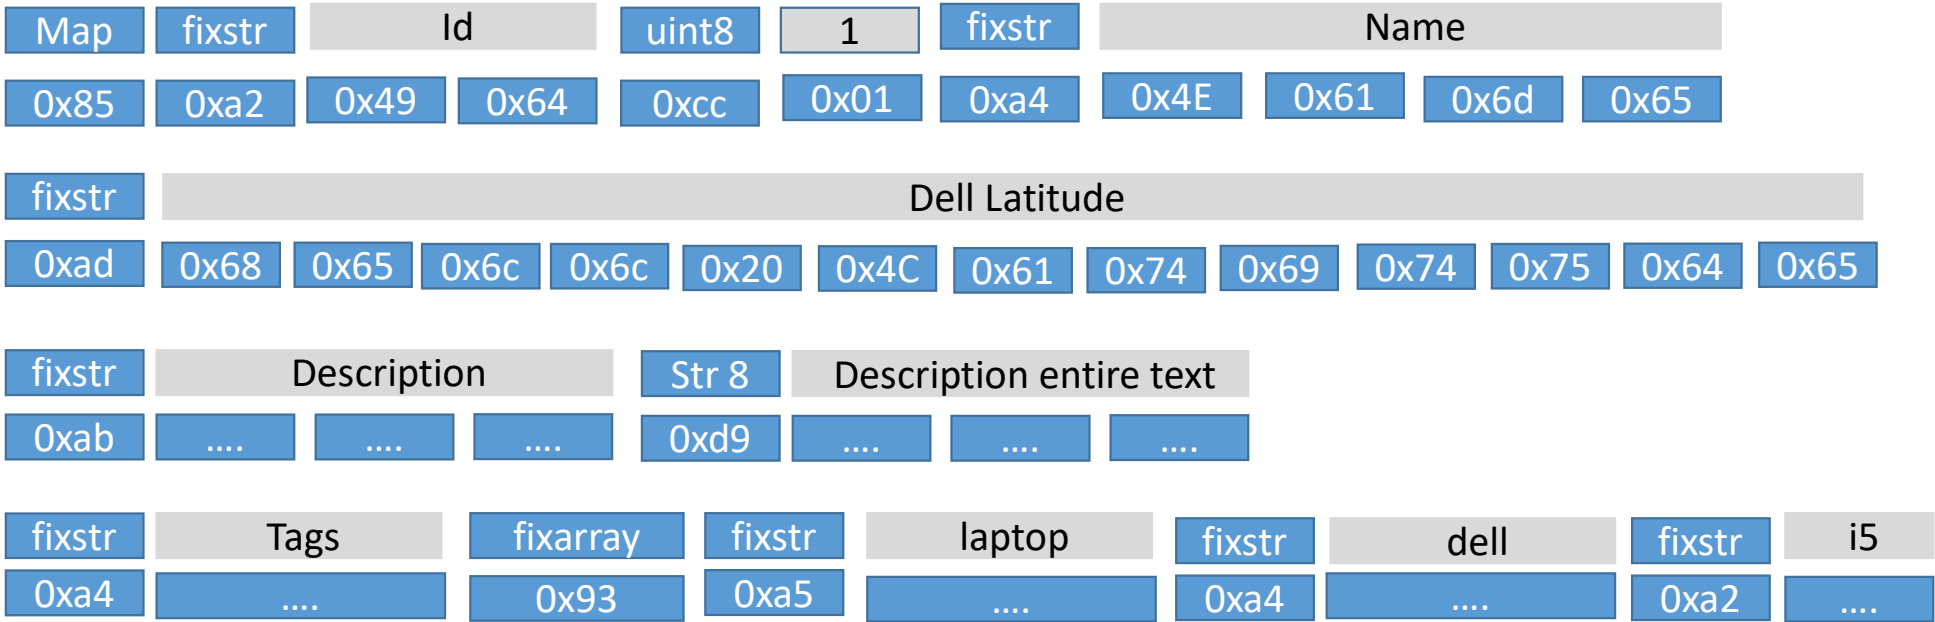 Map fixstr Id uint8 1 fixstr Name
0x85 0xa2 0x49 0x64 0xcc 0x01 0xa4 0x4E 0x61 0x6d 0x65
fixstr Dell Latitude
0xad 0x68 0x65 0x6c 0x6c 0x20 0x4C 0x61 0x74 0x69 0x74 0x75 0x64 0x65
fixstr Description Str 8 Description entire text
0xab .... .... .... 0xd9 .... .... ....
fixstr Tags fixarray fixstr laptop fixstr dell fixstr i5
0xa4 .... 0x93 0xa5 .... 0xa4 .... 0xa2 ....